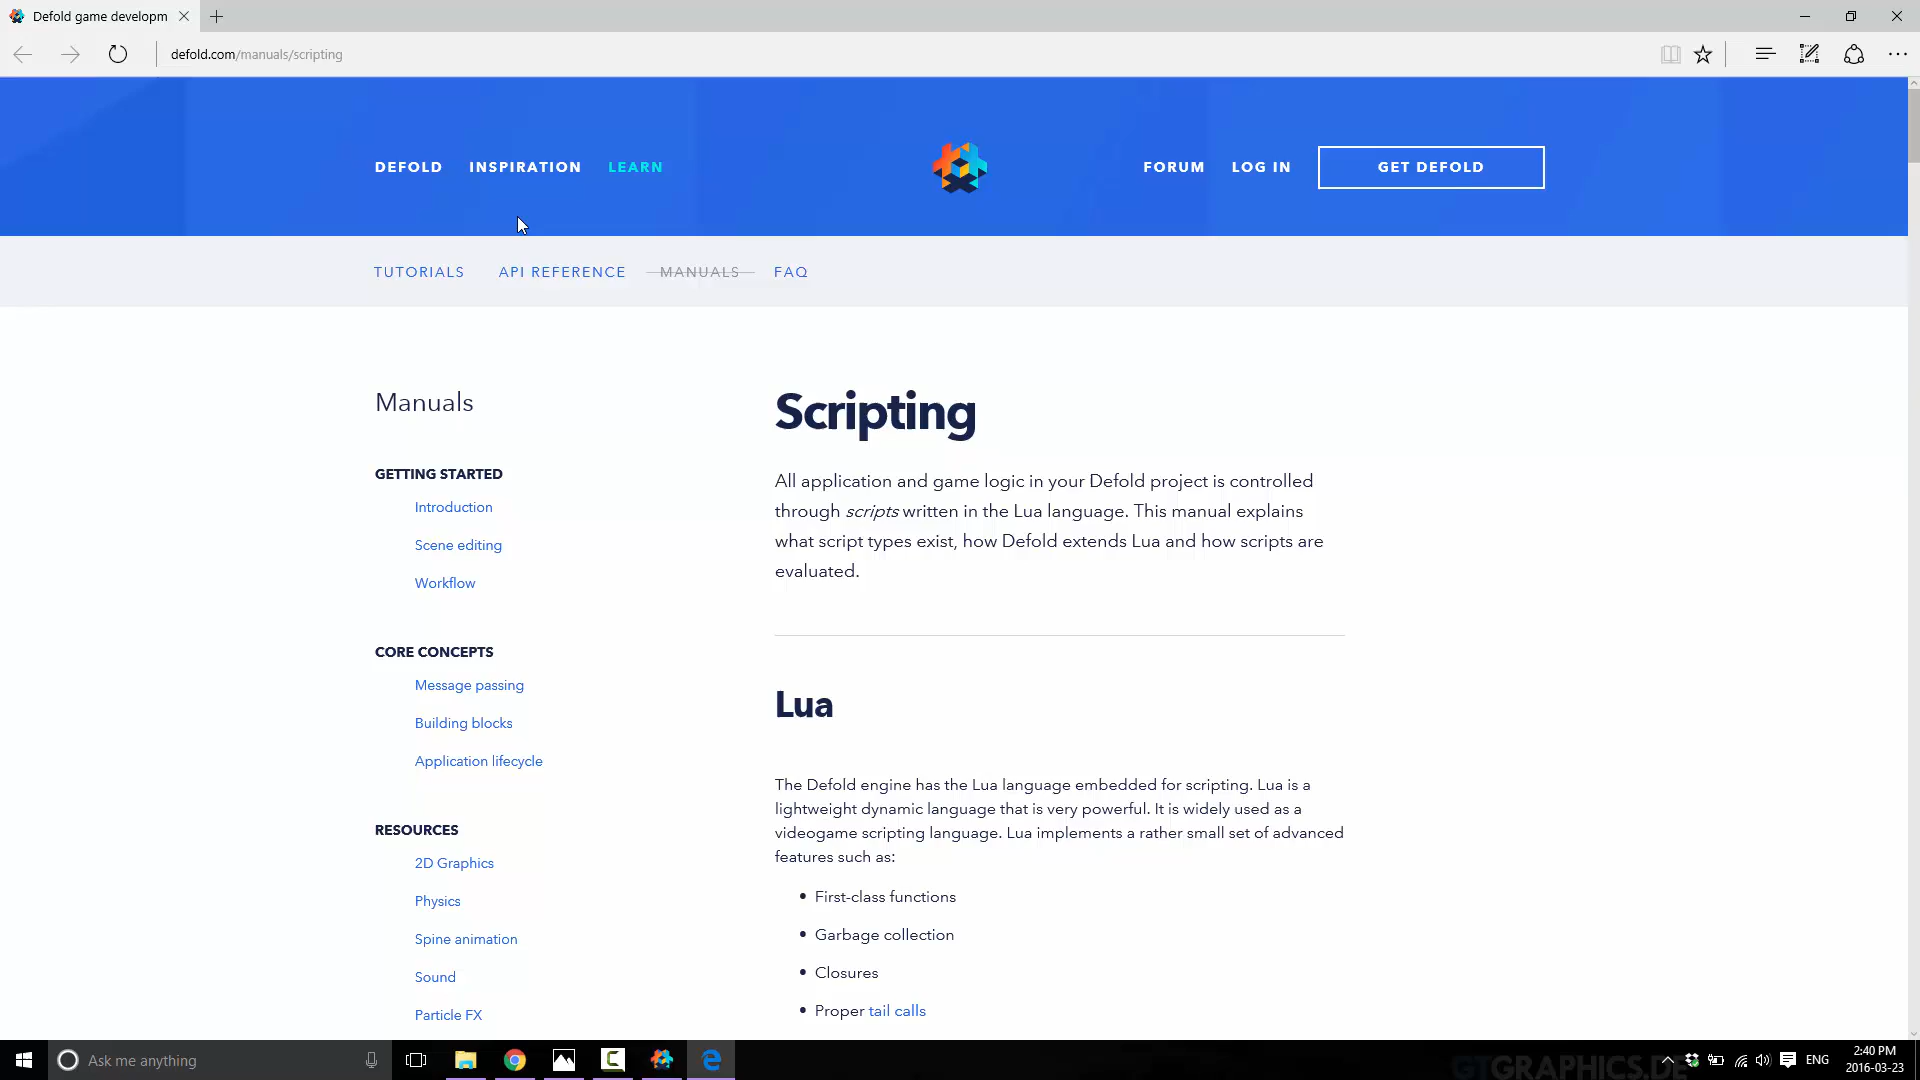 Defold game developm
defold.com/manuals/scripting
DEFOLD INSPIRATION LEARN FORUM LOG IN GET DEFOLD
TUTORIALS API REFERENCE MANUALS FAQ
Manuals
GETTING STARTED
Introduction
Scene editing
Workflow
CORE CONCEPTS
Message passing
Building blocks
Application lifecycle
RESOURCES
2D Graphics
Physics
Spine animation
Sound
Particle FX
Scripting
All application and game logic in your Defold project is controlled
through scripts written in the Lua language. This manual explains
what script types exist, how Defold extends Lua and how scripts are
evaluated.
Lua
The Defold engine has the Lua language embedded for scripting. Lua is a
lightweight dynamic language that is very powerful. It is widely used as a
videogame scripting language. Lua implements a rather small set of advanced
features such as:
• First-class functions
• Garbage collection
• Closures
• Proper tail calls
Ask me anything
GTGRAPHICS.DE
ENG
2:40 PM
2016-03-23